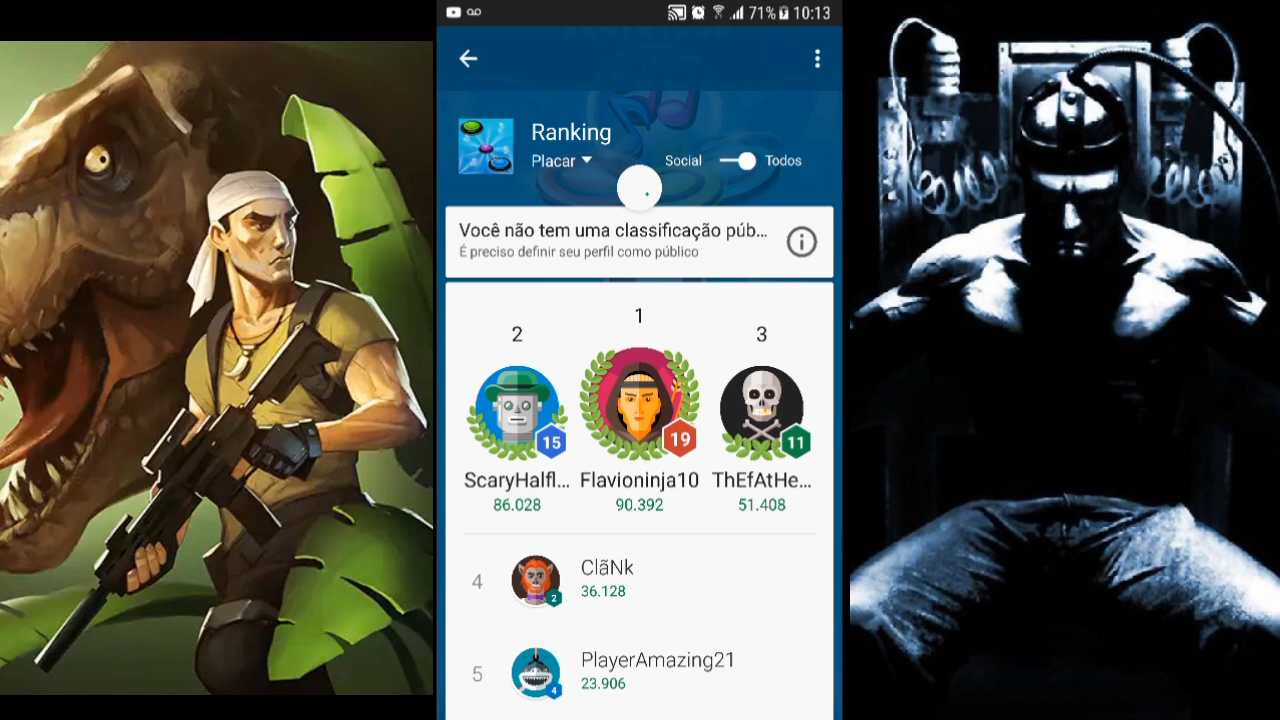 71% 10:13
Ranking
Placar Social Todos
Você não tem uma classificação púb...
É preciso definir seu perfil como público
1
2
3
15
19
11
ScaryHalfl... Flavioninja10 ThEfAtHe...
86.028 90.392 51.408
4
ClãNk
36.128
2
5
PlayerAmazing21
23.906
4